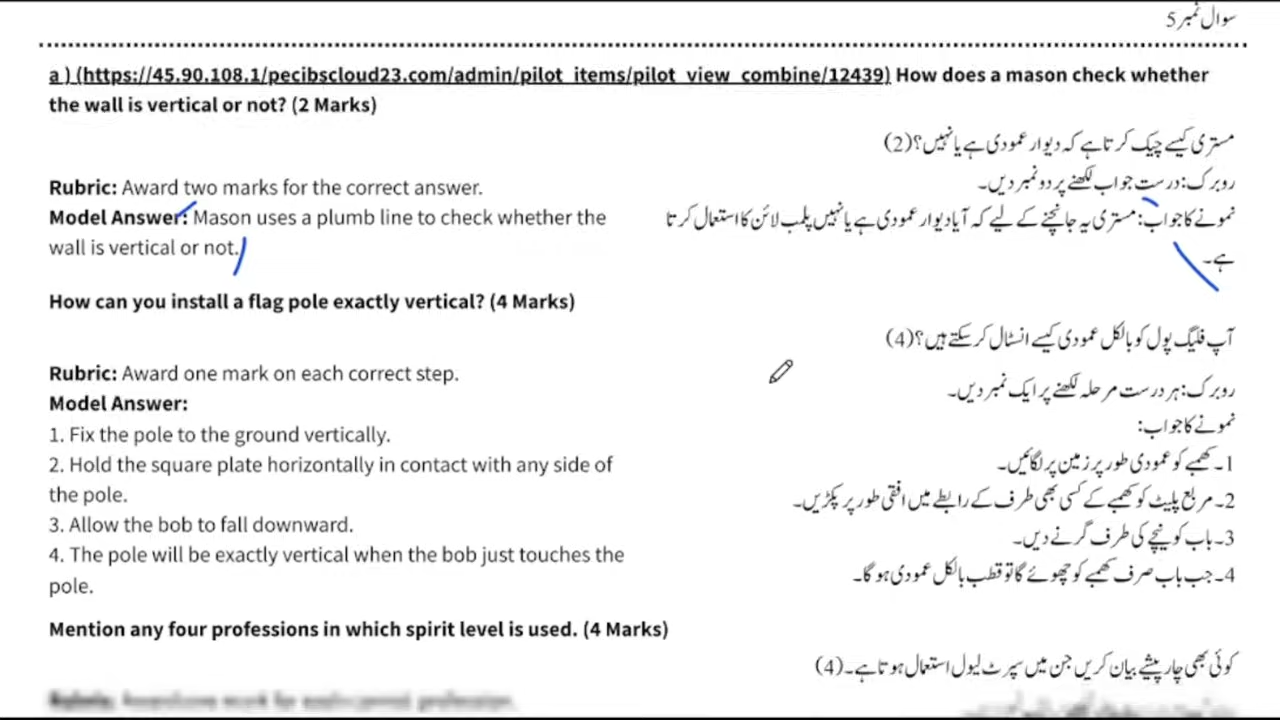 سوال نمبر 5
a ) (https://45.90.108.1/pecibscloud23.com/admin/pilot_items/pilot_view_combine/12439) How does a mason check whether
the wall is vertical or not? (2 Marks)
مستری کیسے چیک کرتا ہے کہ دیوار عمودی ہے یا نہیں؟ (2)
Rubric: Award two marks for the correct answer.
روبرک: درست جواب لکھنے پر دو نمبر دیں۔
Model Answer: Mason uses a plumb line to check whether the
wall is vertical or not.
نمونے کا جواب: مستری یہ جانچنے کے لیے کہ آیا دیوار عمودی ہے یا نہیں پلمب لائن کا استعمال کرتا
ہے۔
How can you install a flag pole exactly vertical? (4 Marks)
آپ فلیگ پول کو بالکل عمودی کیسے انسٹال کر سکتے ہیں؟ (4)
Rubric: Award one mark on each correct step.
روبرک: ہر درست مرحلہ لکھنے پر ایک نمبر دیں۔
Model Answer:
1. Fix the pole to the ground vertically.
2. Hold the square plate horizontally in contact with any side of
the pole.
3. Allow the bob to fall downward.
4. The pole will be exactly vertical when the bob just touches the
pole.
نمونے کا جواب:
1۔ کھمبے کو عمودی طور پر زمین پر لگائیں۔
2۔ مربع پلیٹ کو کھمبے کے کسی بھی طرف کے رابطے میں افقی طور پر پکڑیں۔
3۔ باب کو نیچے کی طرف گرنے دیں۔
4۔ جب باب صرف کھمبے کو چھوئے گا تو قطب بالکل عمودی ہو گا۔
Mention any four professions in which spirit level is used. (4 Marks)
کوئی بھی چار پیشے بیان کریں جن میں سپرٹ لیول استعمال ہوتا ہے۔ (4)